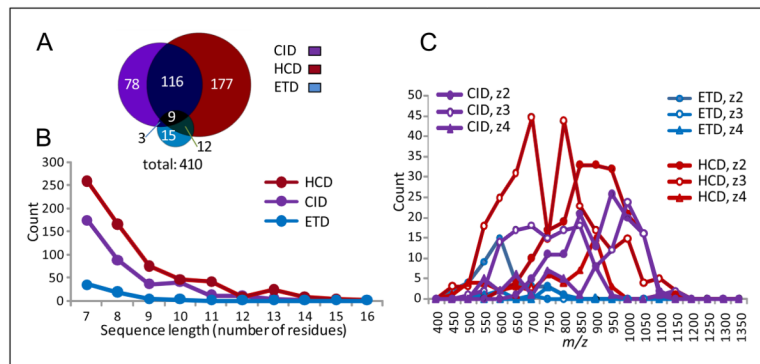 A
CID
HCD
ETD
78
116
177
9
3
15
12
total: 410
B
300
250
200
150
100
50
0
Count
HCD
CID
ETD
7 8 9 10 11 12 13 14 15 16
Sequence length (number of residues)
C
CID, z2
CID, z3
CID, z4
ETD, z2
ETD, z3
ETD, z4
HCD, z2
HCD, z3
HCD, z4
50
45
40
35
30
25
20
15
10
5
0
Count
400 450 500 550 600 650 700 750 800 850 900 950 1000 1050 1100 1150 1200 1250 1300 1350
m/z